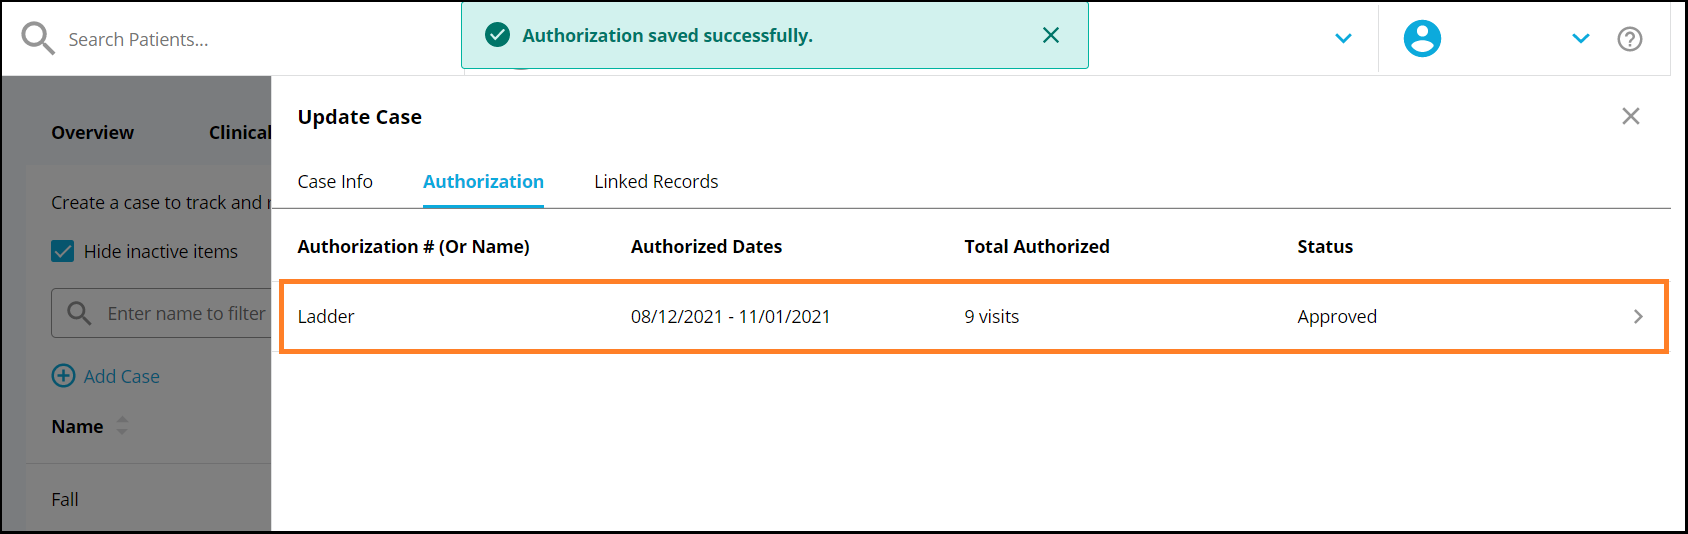 Search Patients...
Authorization saved successfully.
Overview
Clinical
Create a case to track and r
Hide inactive items
Enter name to filter
Add Case
Name
Fall
Update Case
Case Info
Authorization
Linked Records
Authorization # (Or Name)
Authorized Dates
Total Authorized
Status
Ladder
08/12/2021 - 11/01/2021
9 visits
Approved